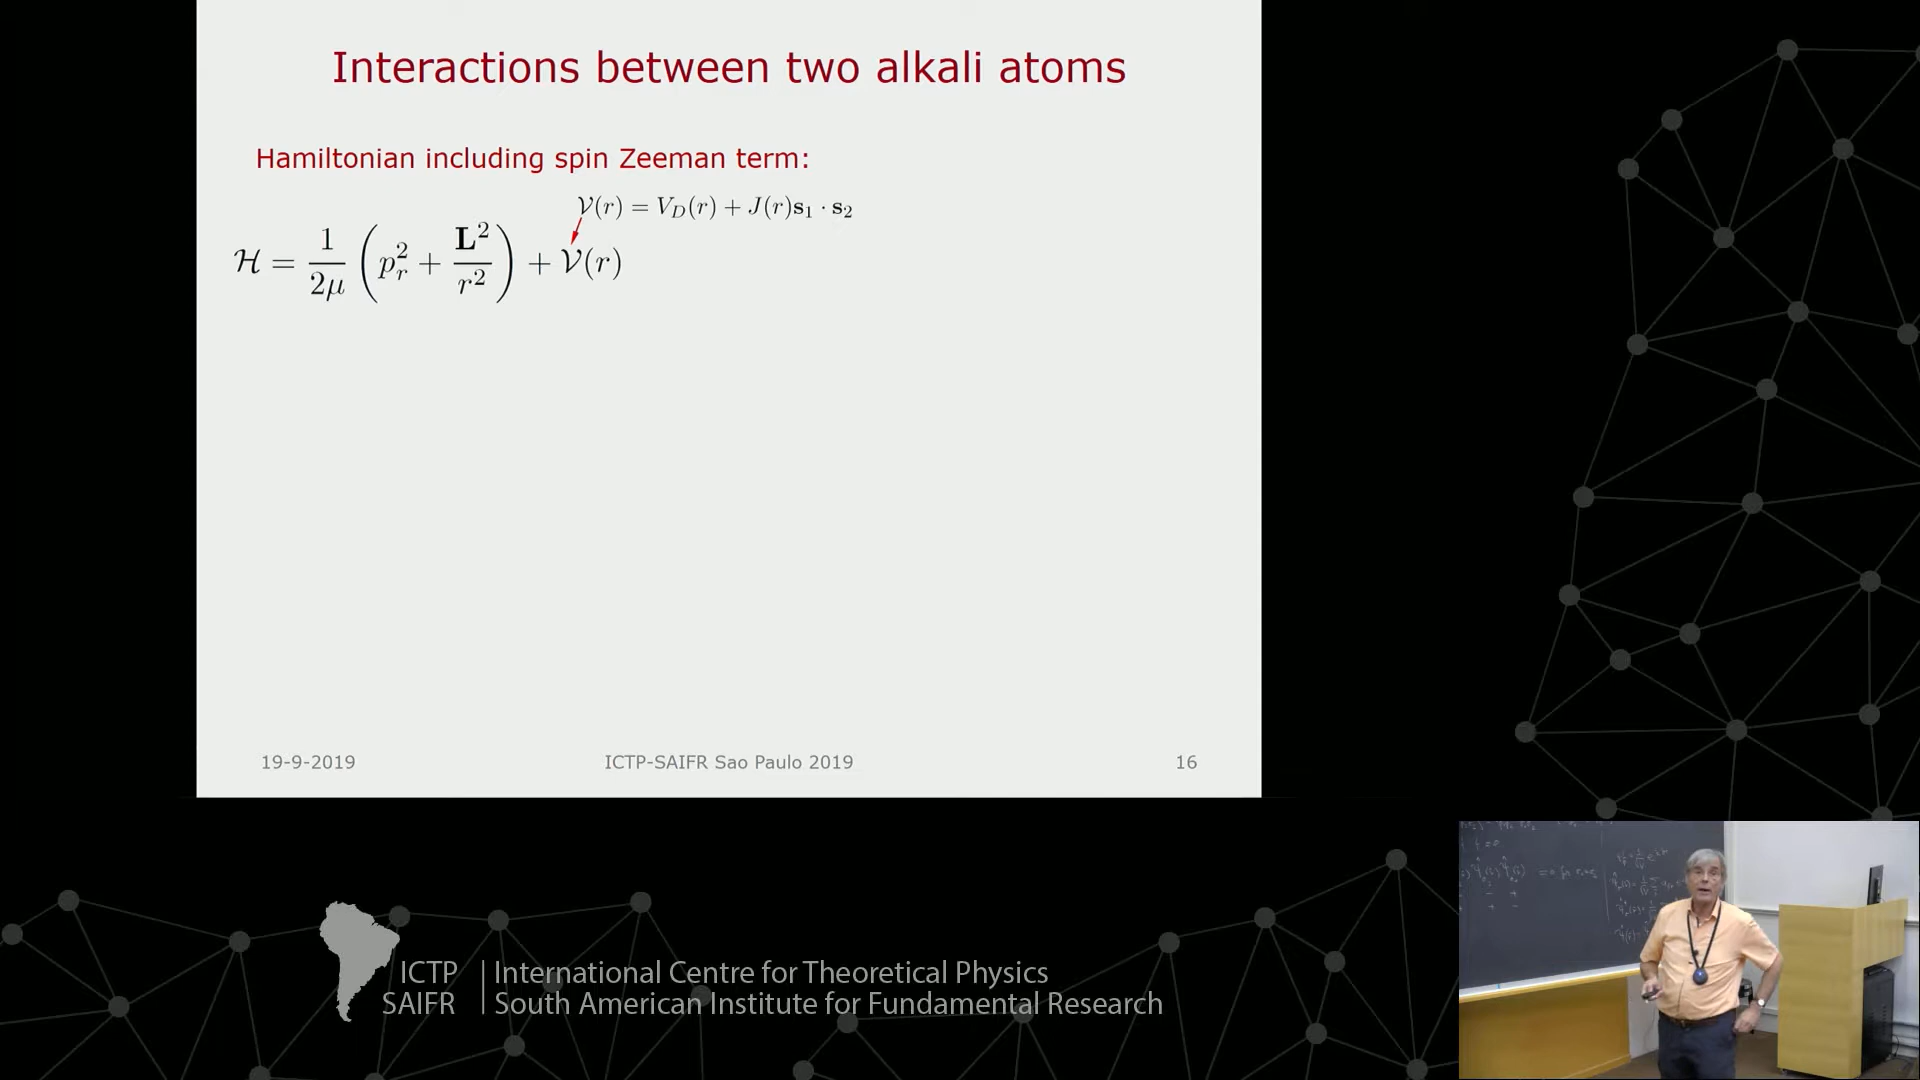 Interactions between two alkali atoms
Hamiltonian including spin Zeeman term:
𝒱(r) = V_D(r) + J(r)s₁ · s₂
ℋ = 1/2μ (p_r² + L²/r²) + 𝒱(r)
19-9-2019 ICTP-SAIFR Sao Paulo 2019 16
ICTP | International Centre for Theoretical Physics
SAIFR | South American Institute for Fundamental Research